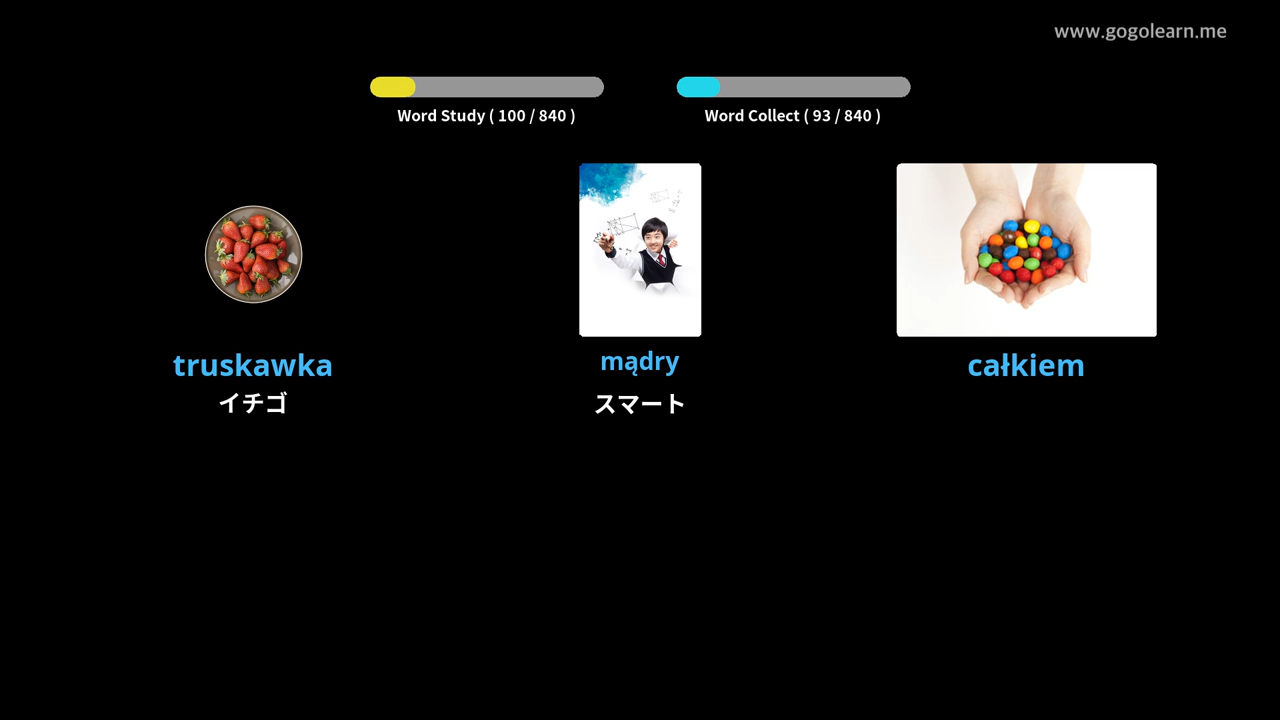 www.gogolearn.me
Word Study ( 100 / 840 )
Word Collect ( 93 / 840 )
truskawka
イチゴ
mądry
スマート
całkiem